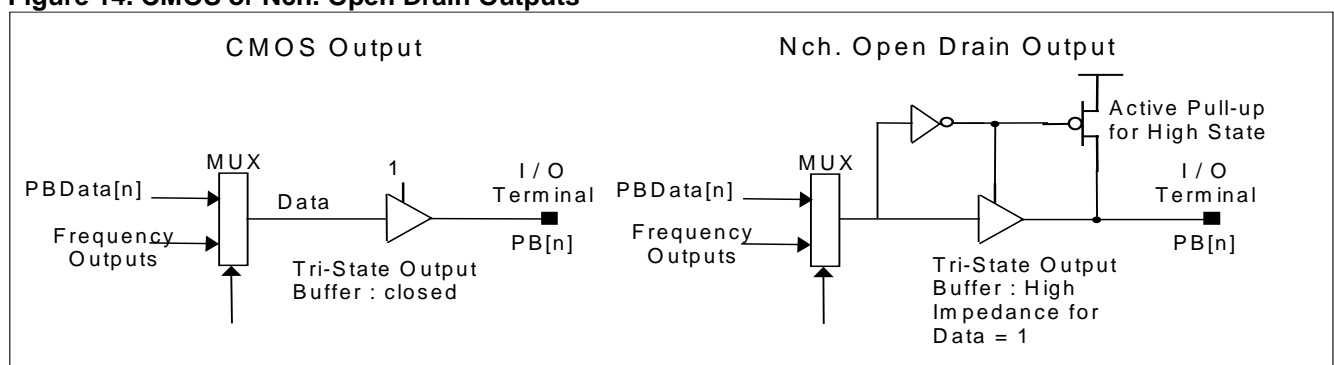 Figure 14. CMOS or Nch. Open Drain Outputs
CMOS Output
MUX
PBData[n]
Data
1
I / O
Terminal
PB[n]
Frequency
Outputs
Tri-State Output
Buffer : closed
Nch. Open Drain Output
Active Pull-up
for High State
MUX
PBData[n]
I / O
Terminal
PB[n]
Frequency
Outputs
Tri-State Output
Buffer : High
Impedance for
Data = 1